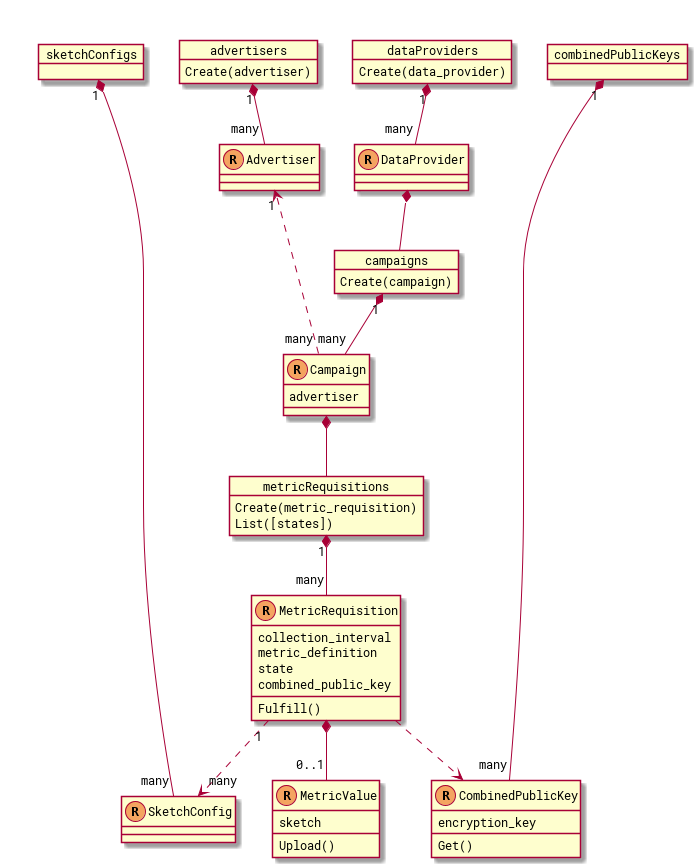 sketchConfigs
1
advertisers
Create(advertiser)
1
dataProviders
Create(data_provider)
1
combinedPublicKeys
1
many
many
R Advertiser
1
R DataProvider
campaigns
Create(campaign)
1
many many
R Campaign
advertiser
metricRequisitions
Create(metric_requisition)
List([states])
1
many
R MetricRequisition
collection_interval
metric_definition
state
combined_public_key
Fulfill()
1
0..1
many
many
many
R SketchConfig
R MetricValue
sketch
Upload()
R CombinedPublicKey
encryption_key
Get()